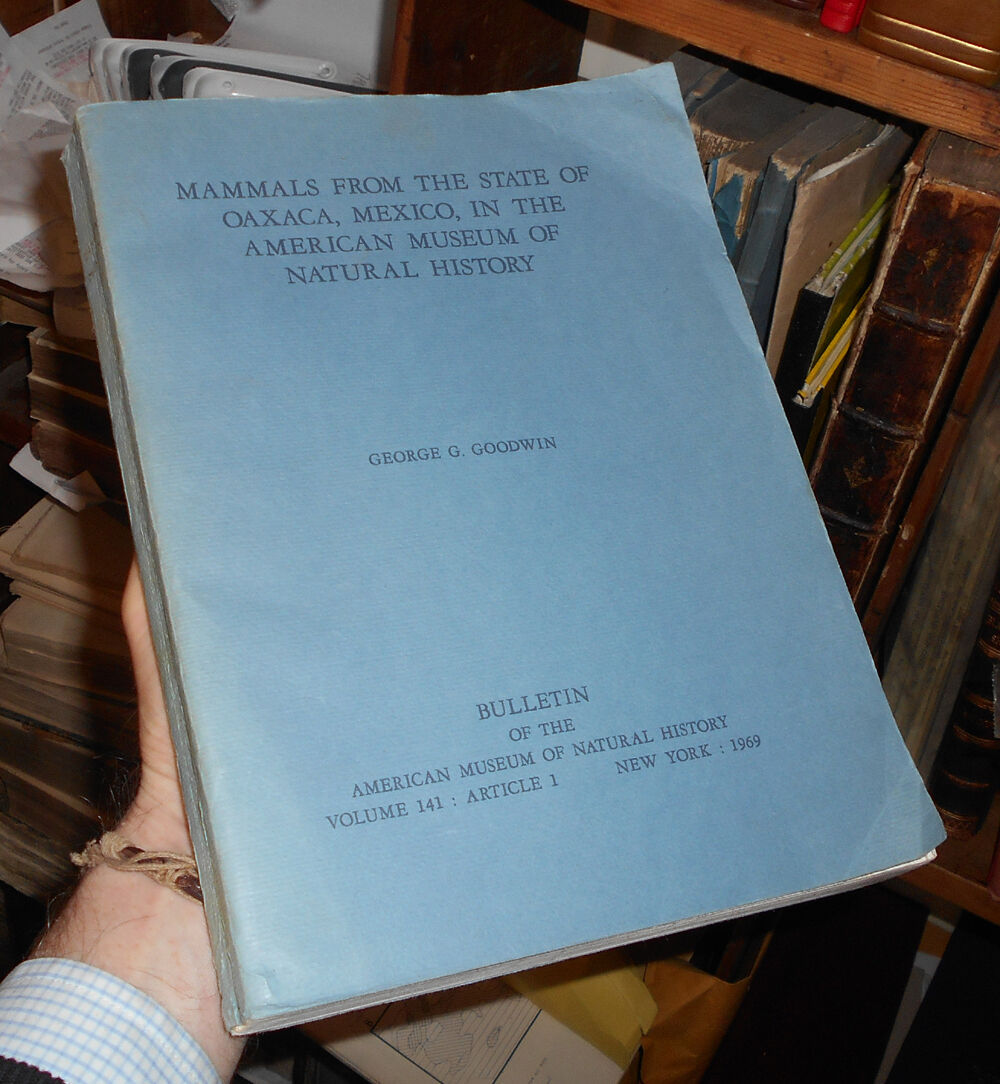 MAMMALS FROM THE STATE OF
OAXACA, MEXICO, IN THE
AMERICAN MUSEUM OF
NATURAL HISTORY
GEORGE G. GOODWIN
BULLETIN
OF THE
AMERICAN MUSEUM OF NATURAL HISTORY
VOLUME 141 : ARTICLE 1 NEW YORK : 1969